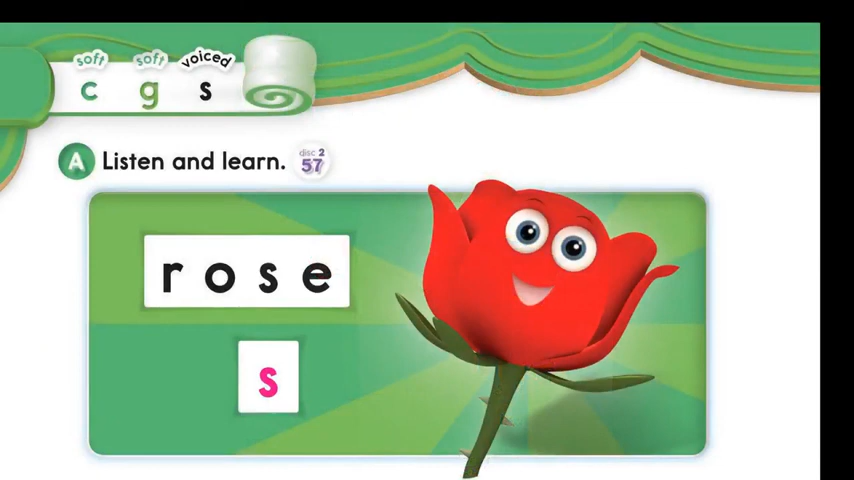 soft soft voiced
c g s
A Listen and learn. disc 2 57
rose
s